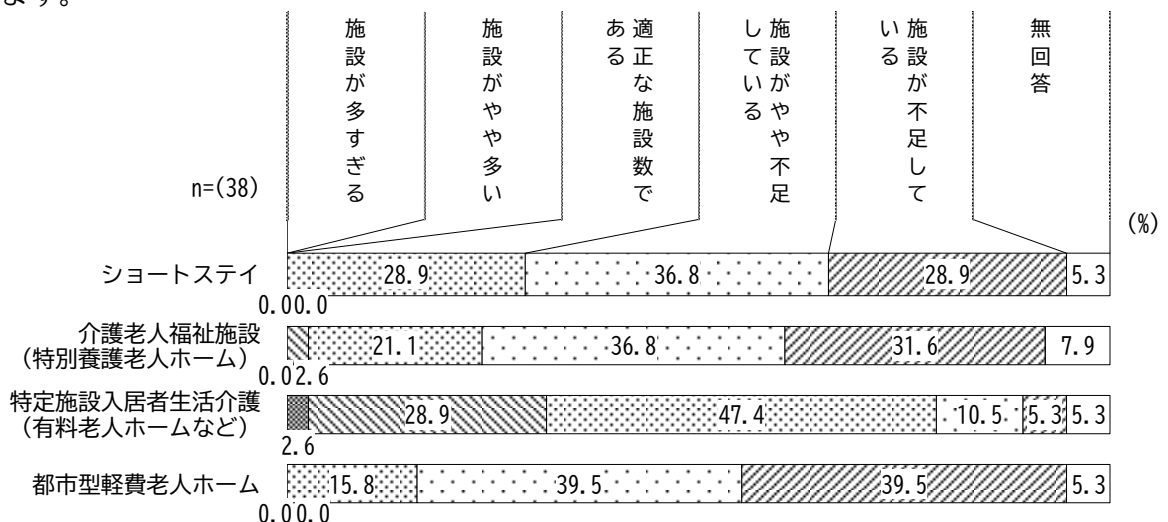 ます。
施設が多すぎる
施設がやや多い
適正な施設数で
ある
施設がやや不足
している
施設が不足して
いる
無回答
n=(38)
(%)
ショートステイ
28.9
36.8
28.9
5.3
0.0
0.0
介護老人福祉施設
（特別養護老人ホーム）
21.1
36.8
31.6
7.9
0.0
2.6
特定施設入居者生活介護
（有料老人ホームなど）
28.9
47.4
10.5
5.3
5.3
2.6
都市型軽費老人ホーム
15.8
39.5
39.5
5.3
0.0
0.0